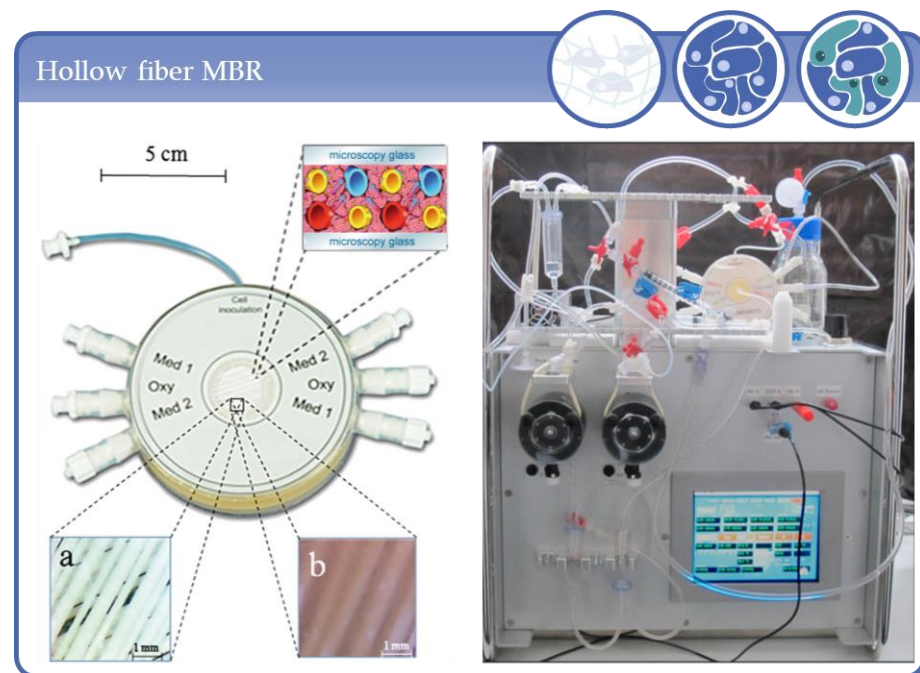 Hollow fiber MBR
5 cm
microscopy glass
microscopy glass
Cell
inoculation
Med 1
Oxy
Med 2
Med 2
Oxy
Med 1
a
1 mm
b
1 mm